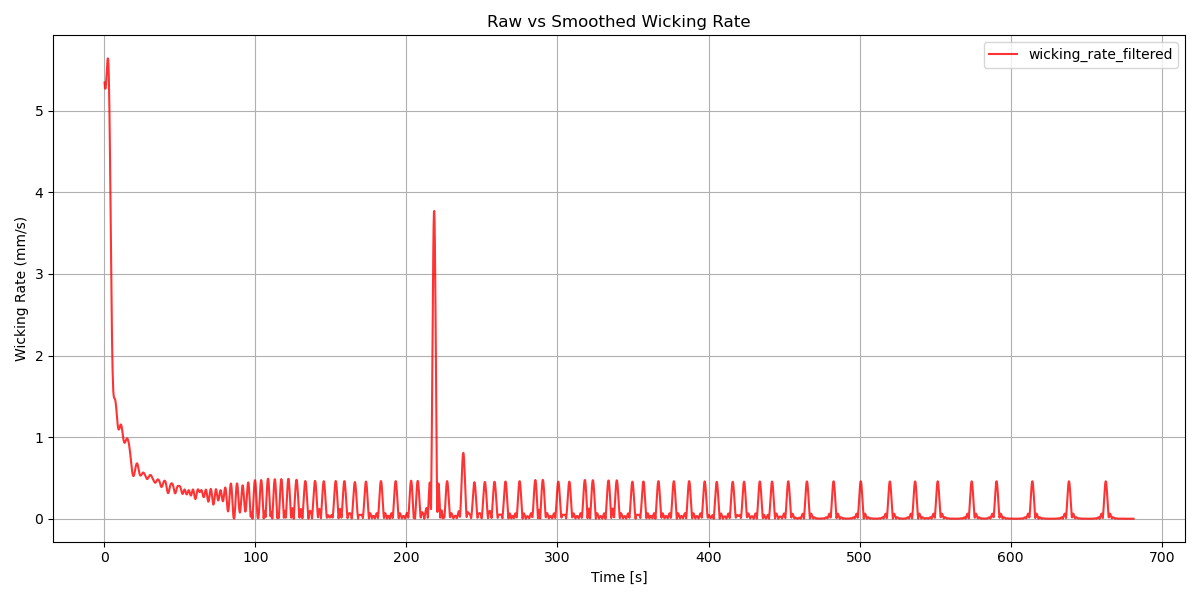 Raw vs Smoothed Wicking Rate
wicking_rate_filtered
Wicking Rate (mm/s)
5
4
3
2
1
0
0 100 200 300 400 500 600 700
Time [s]